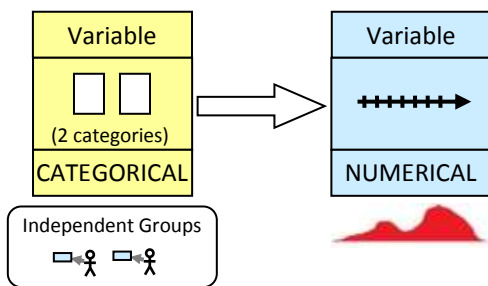 Variable
(2 categories)
CATEGORICAL
Independent Groups
Variable
NUMERICAL